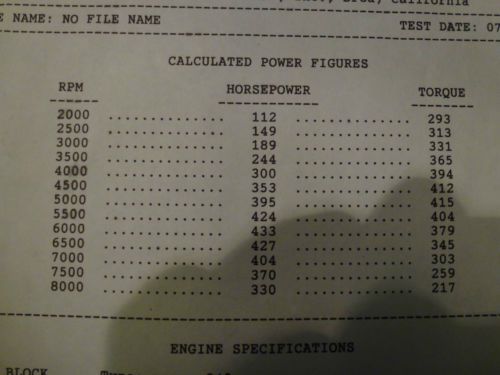 California
E NAME: NO FILE NAME TEST DATE: 07
CALCULATED POWER FIGURES
RPM HORSEPOWER TORQUE
2000 ............... 112 ............... 293
2500 ............... 149 ............... 313
3000 ............... 189 ............... 331
3500 ............... 244 ............... 365
4000 ............... 300 ............... 394
4500 ............... 353 ............... 412
5000 ............... 395 ............... 415
5500 ............... 424 ............... 404
6000 ............... 433 ............... 379
6500 ............... 427 ............... 345
7000 ............... 404 ............... 303
7500 ............... 370 ............... 259
8000 ............... 330 ............... 217
ENGINE SPECIFICATIONS
BLOCK